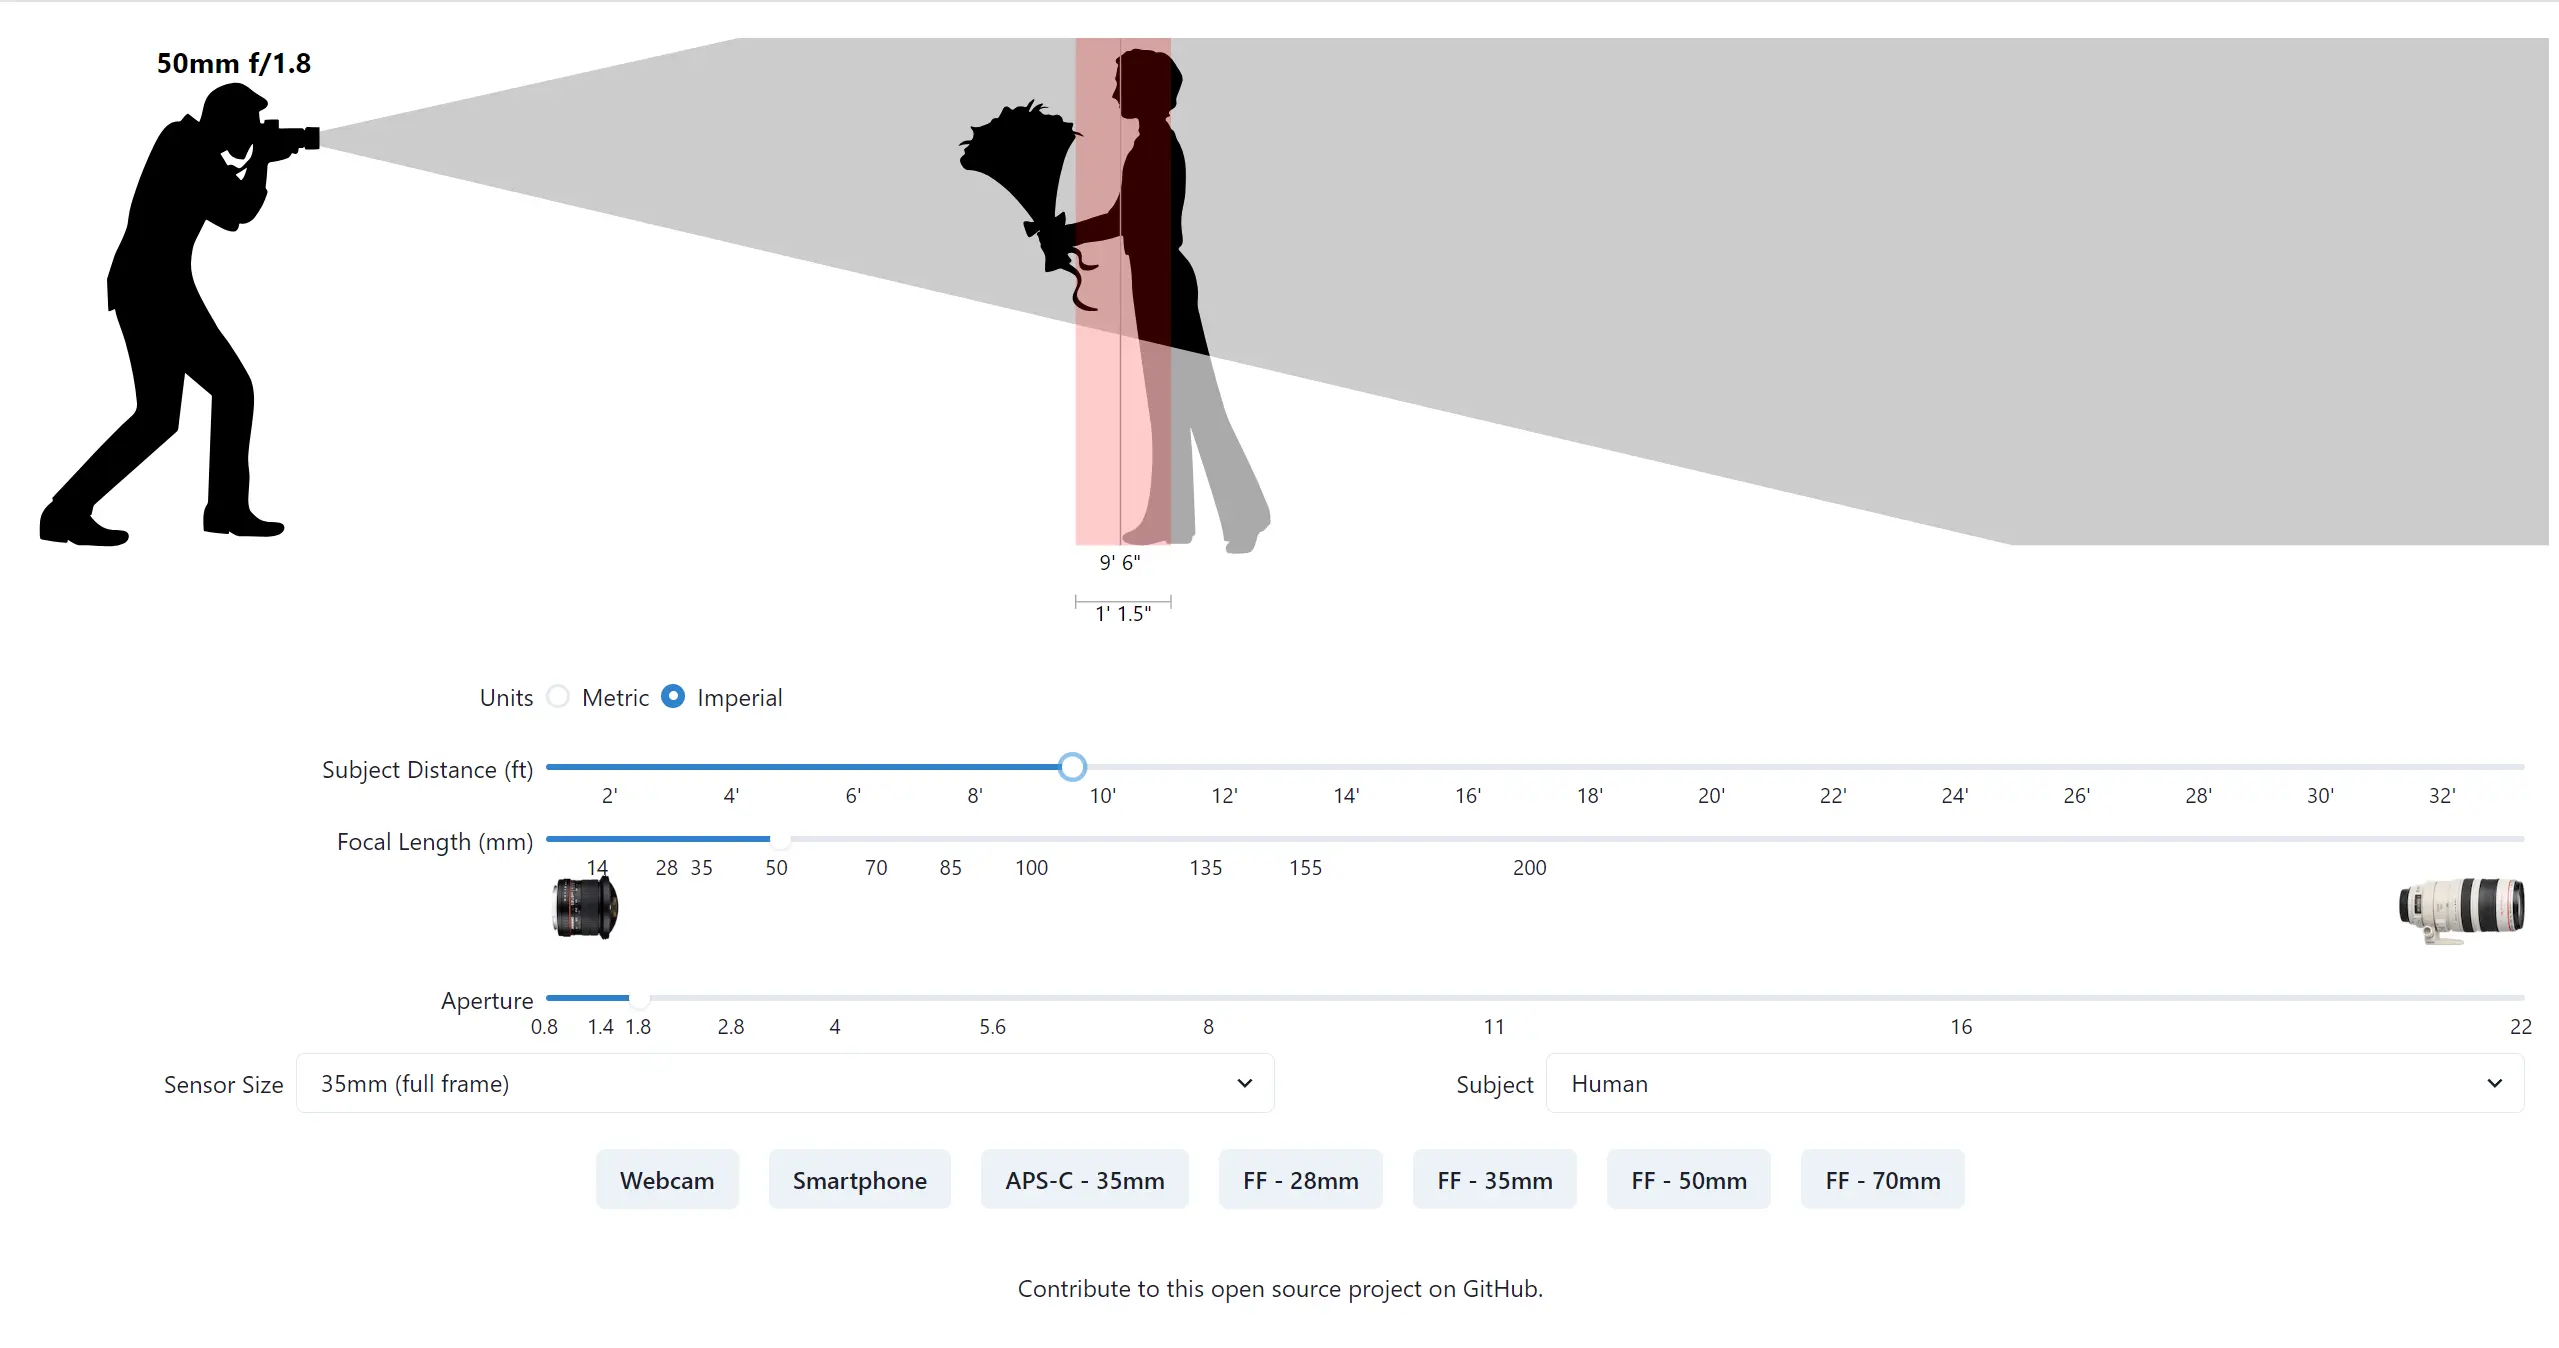 50mm f/1.8
9' 6"
1' 1.5"
Units Metric Imperial
Subject Distance (ft)
2' 4' 6' 8' 10' 12' 14' 16' 18' 20' 22' 24' 26' 28' 30' 32'
Focal Length (mm)
14 28 35 50 70 85 100 135 155 200
Aperture
0.8 1.4 1.8 2.8 4 5.6 8 11 16 22
Sensor Size 35mm (full frame) Subject Human
Webcam Smartphone APS-C - 35mm FF - 28mm FF - 35mm FF - 50mm FF - 70mm
Contribute to this open source project on GitHub.